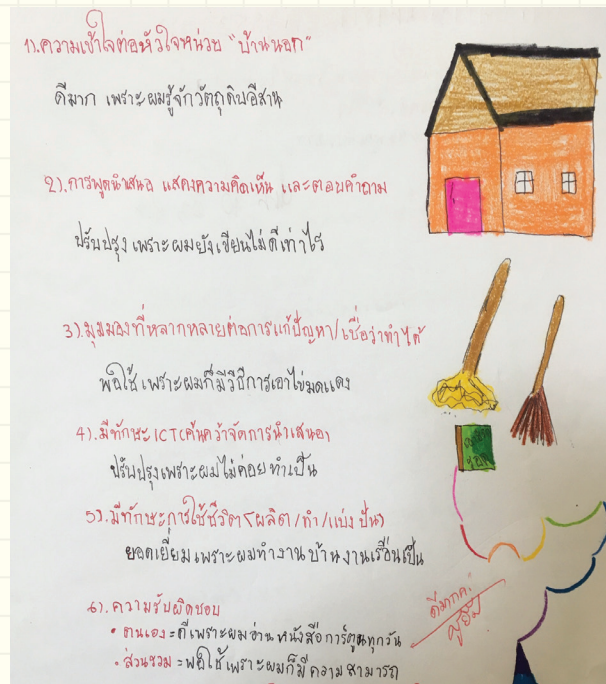 1).ความเข้าใจต่อหัวใจหน่วย "บ้านนอก"
ดีมาก เพราะผมรู้จักวัตถุดิบอีสาน
2).การพูดนำเสนอ แสดงความคิดเห็น และตอบคำถาม
ปรับปรุง เพราะผมยังเขียนไม่ดีเท่าไร
3).มุมมองที่หลากหลายต่อการแก้ปัญหา/เชื่อว่าทำได้
พอใช้ เพราะผมก็มีวิธีการเอาไข่มดแดง
4).มีทักษะ ICT(ค้นคว้าจัดการนำเสนอ)
ปรับปรุงเพราะผมไม่ค่อยทำเป็น
5).มีทักษะการใช้ชีวิต(ผลิต/ทำ/แบ่งปัน)
ยอดเยี่ยม เพราะผมทำงานบ้านงานเรือนเป็น
6).ความรับผิดชอบ
• ตนเอง = ดีเพราะผมอ่านหนังสือการ์ตูนทุกวัน
• ส่วนรวม = พอใช้ เพราะผมก็มีความสามารถ
ดีมากค่ะ